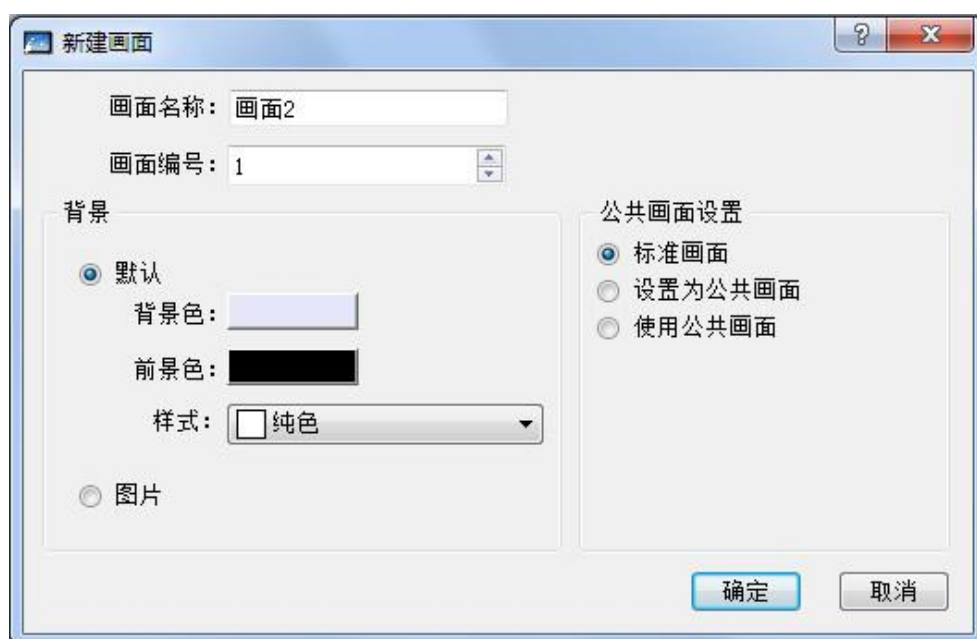 新建画面
画面名称：画面2
画面编号：1
背景
默认
背景色：
前景色：
样式：纯色
图片
公共画面设置
标准画面
设置为公共画面
使用公共画面
确定 取消